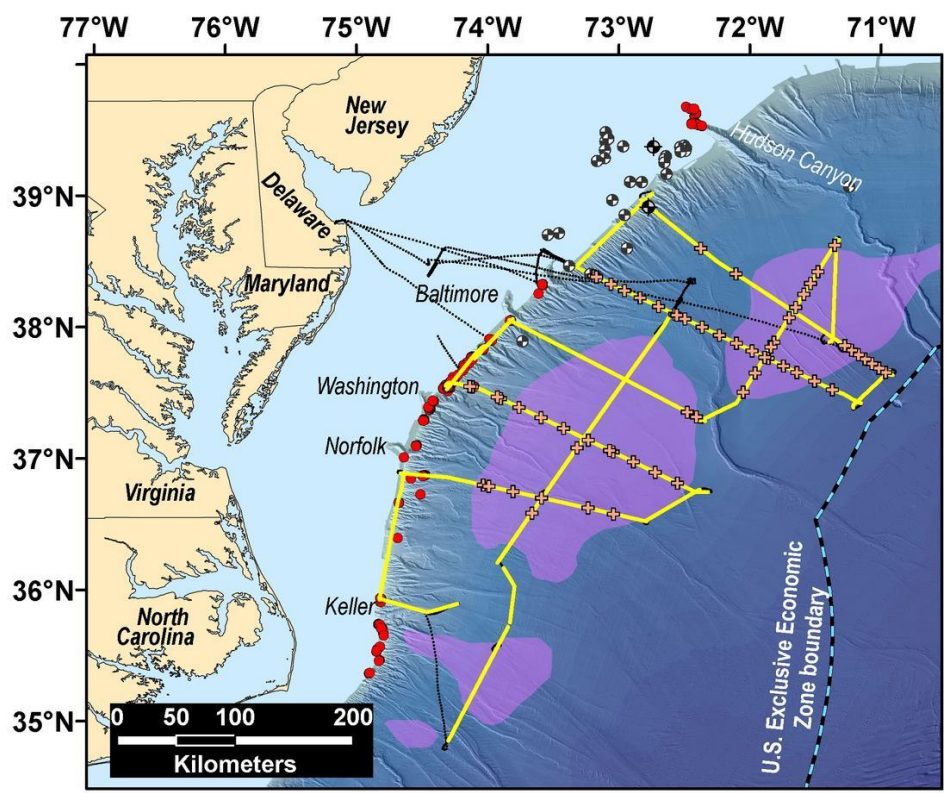 77°W 76°W 75°W 74°W 73°W 72°W 71°W
New
Jersey
Hudson Canyon
39°N
Delaware
Maryland
Baltimore
38°N
Washington
Norfolk
37°N
Virginia
36°N
Keller
North
Carolina
U.S. Exclusive Economic
Zone boundary
35°N
0 50 100 200
Kilometers